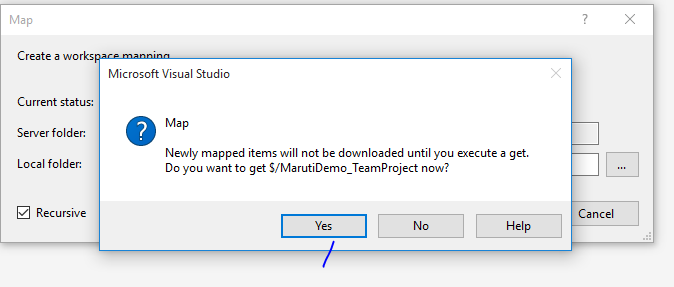 Map
Create a workspace mapping
Microsoft Visual Studio
Current status:
Map
Server folder:
Newly mapped items will not be downloaded until you execute a get.
Local folder:
Do you want to get $/MarutiDemo_TeamProject now?
...
Recursive
Yes
No
Help
Cancel